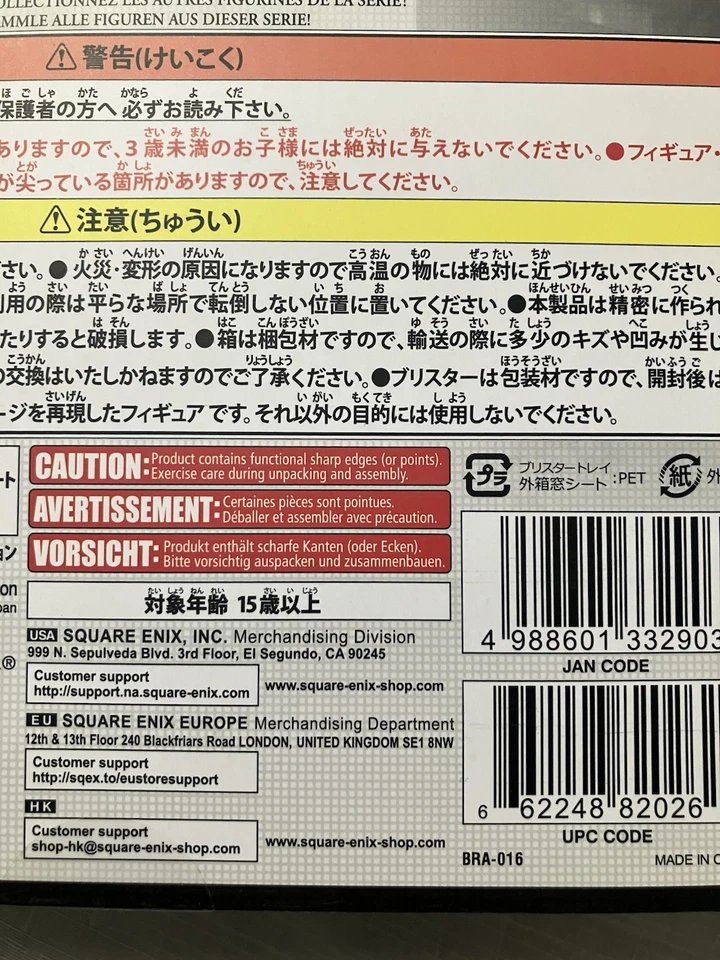 COLLECTIONNEZ LES AUTRES FIGURINES DE LA SÉRIE!
AMMLE ALLE FIGUREN AUS DIESER SERIE!
⚠警告(けいこく)
保護者の方へ 必ずお読み下さい。
ありますので、3歳未満のお子様には絶対に与えないでください。●フィギュア・
が尖っている箇所がありますので、注意してください。
⚠注意(ちゅうい)
さい。●火災・変形の原因になりますので高温の物には絶対に近づけないでください。
用の際は平らな場所で転倒しない位置に置いてください。●本製品は精密に作られ
たりすると破損します。●箱は梱包材ですので、輸送の際に多少のキズや凹みが生じ
の交換はいたしかねますのでご了承ください。●ブリスターは包装材ですので、開封後は
ージを再現したフィギュアです。それ以外の目的には使用しないでください。
CAUTION: Product contains functional sharp edges (or points).
Exercise care during unpacking and assembly.
AVERTISSEMENT: Certaines pièces sont pointues.
Déballer et assembler avec précaution.
VORSICHT: Produkt enthält scharfe Kanten (oder Ecken).
Bitte vorsichtig auspacken und zusammenbauen.
対象年齢 15歳以上
USA SQUARE ENIX, INC. Merchandising Division
999 N. Sepulveda Blvd. 3rd Floor, El Segundo, CA 90245
Customer support
http://support.na.square-enix.com
www.square-enix-shop.com
EU SQUARE ENIX EUROPE Merchandising Department
12th & 13th Floor 240 Blackfriars Road LONDON, UNITED KINGDOM SE1 8NW
Customer support
http://sqex.to/eustoresupport
HK
Customer support
shop-hk@square-enix-shop.com
www.square-enix-shop.com
プラ
ブリスタートレイ
外箱窓シート :PET
紙 外
4 988601 332903
JAN CODE
6 62248 82026
UPC CODE
BRA-016
MADE IN C